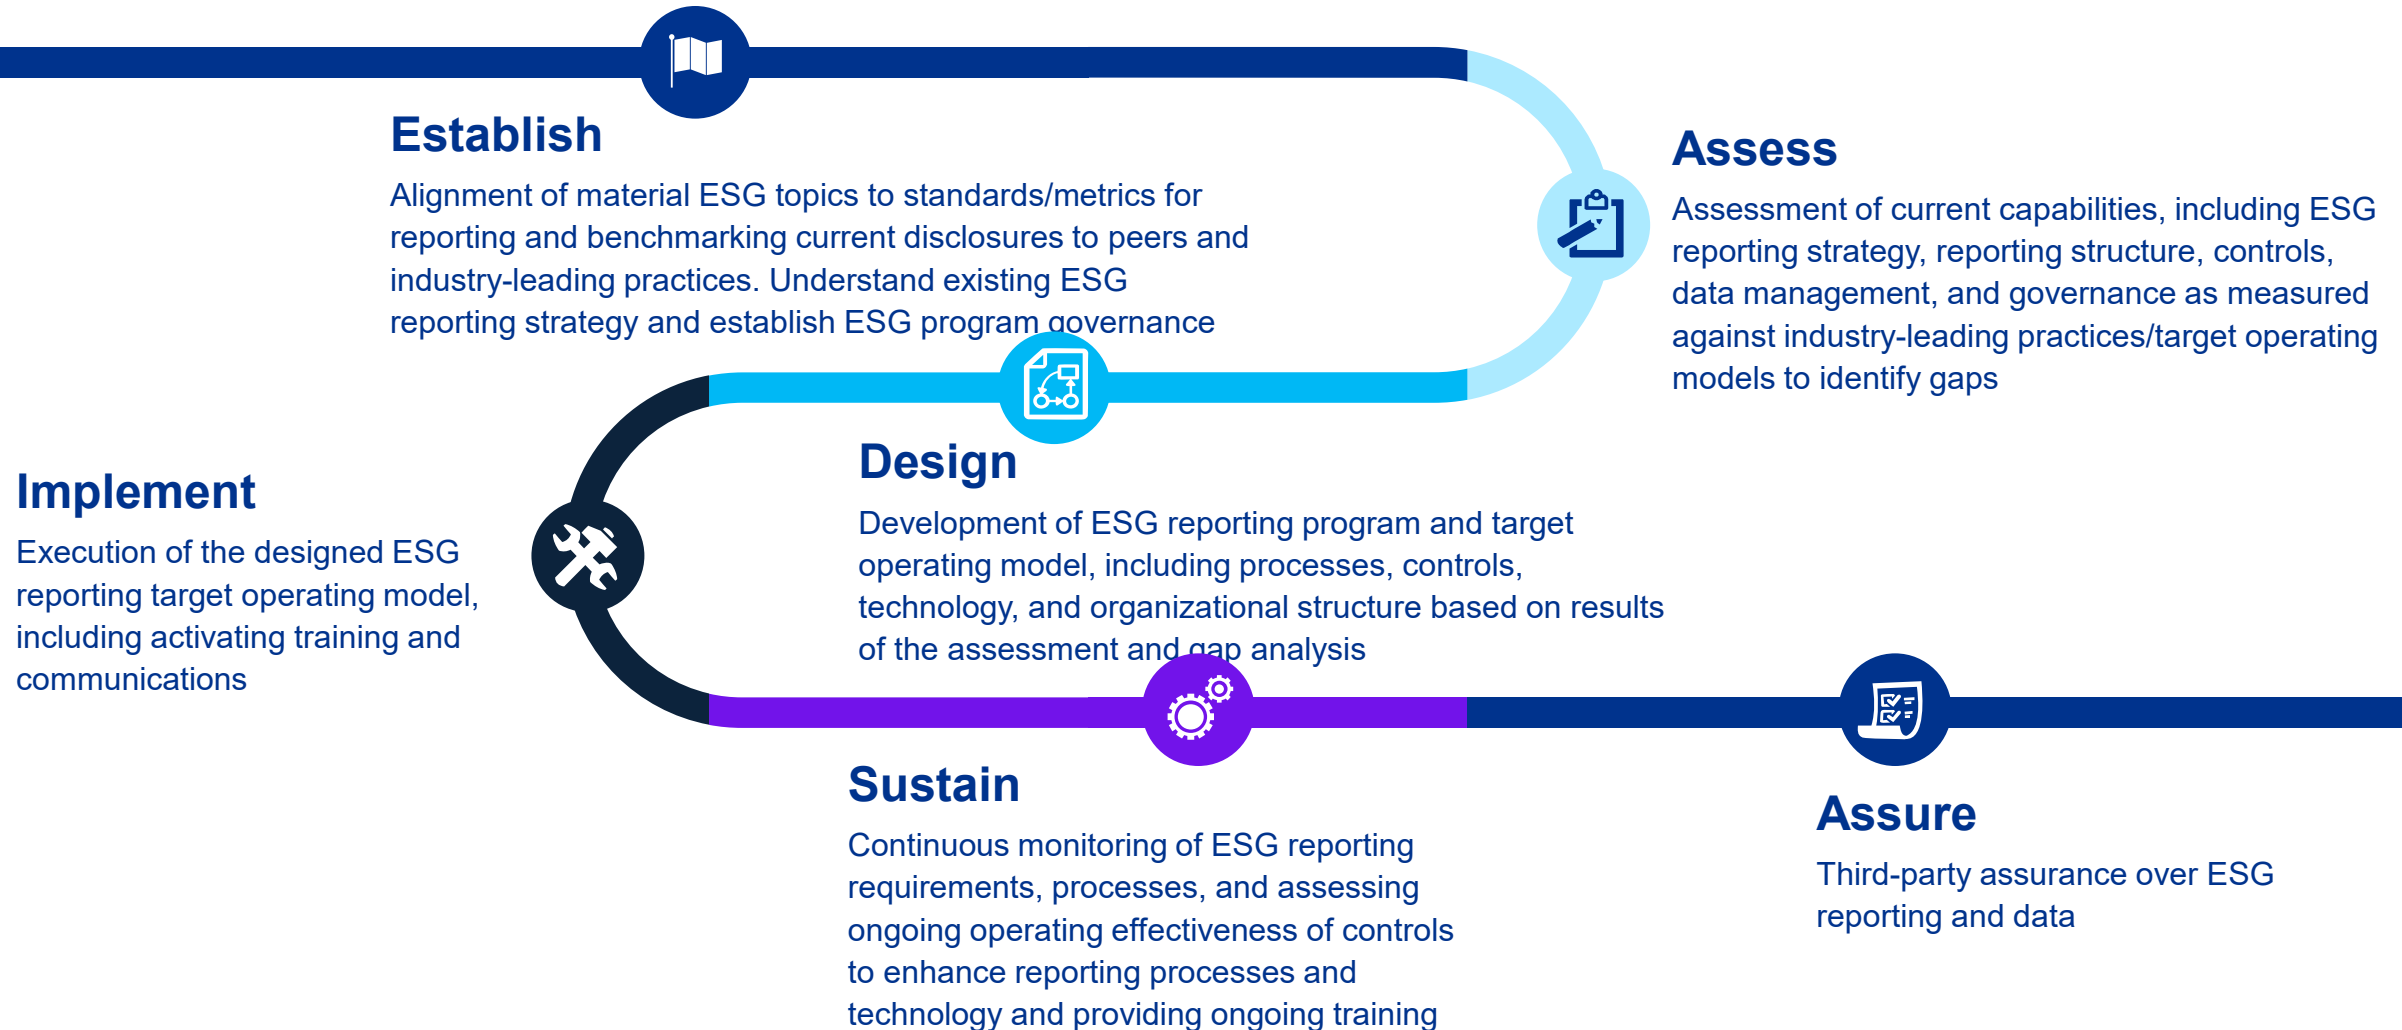 Establish
Alignment of material ESG topics to standards/metrics for
reporting and benchmarking current disclosures to peers and
industry-leading practices. Understand existing ESG
reporting strategy and establish ESG program governance
Assess
Assessment of current capabilities, including ESG
reporting strategy, reporting structure, controls,
data management, and governance as measured
against industry-leading practices/target operating
models to identify gaps
Design
Development of ESG reporting program and target
operating model, including processes, controls,
technology, and organizational structure based on results
of the assessment and gap analysis
Implement
Execution of the designed ESG
reporting target operating model,
including activating training and
communications
Sustain
Continuous monitoring of ESG reporting
requirements, processes, and assessing
ongoing operating effectiveness of controls
to enhance reporting processes and
technology and providing ongoing training
Assure
Third-party assurance over ESG
reporting and data